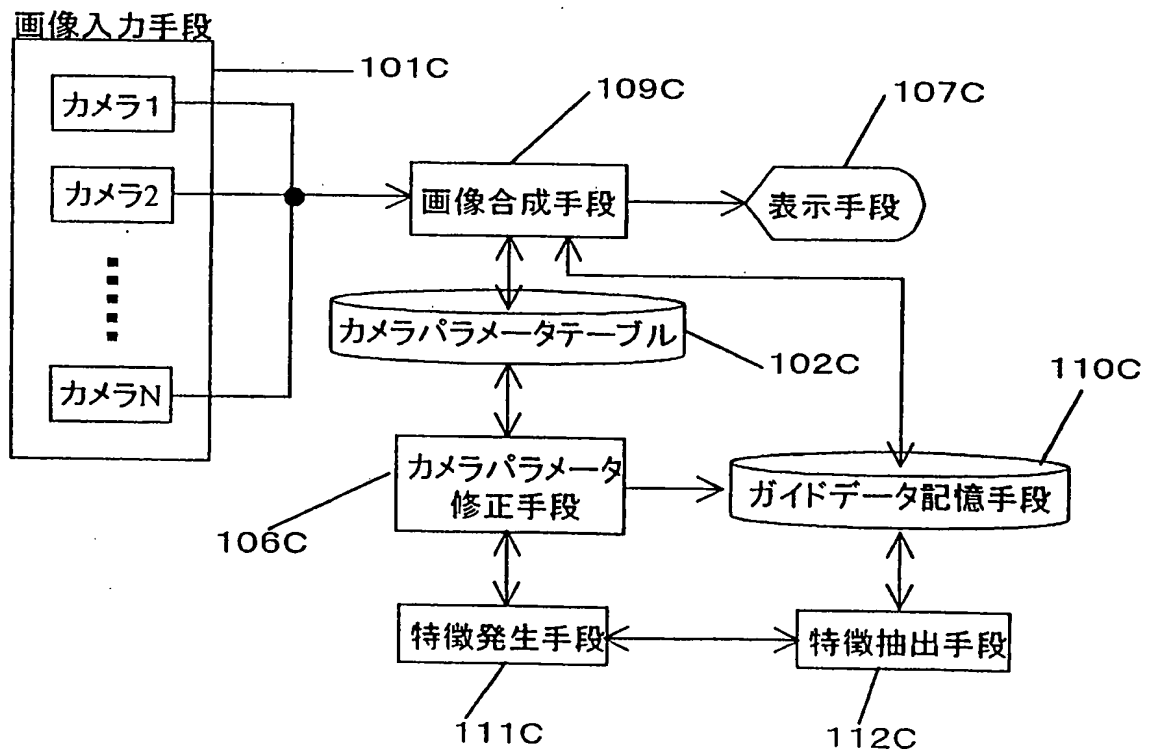 画像入力手段
101C
カメラ1
カメラ2
カメラN
109C
画像合成手段
107C
表示手段
カメラパラメータテーブル
102C
110C
カメラパラメータ
修正手段
106C
ガイドデータ記憶手段
特徴発生手段
111C
特徴抽出手段
112C